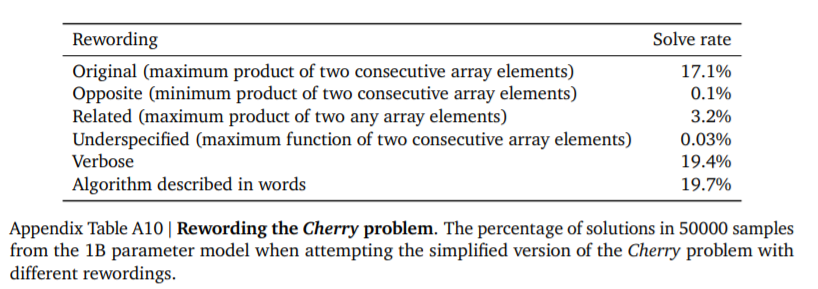 Rewording Solve rate
Original (maximum product of two consecutive array elements) 17.1%
Opposite (minimum product of two consecutive array elements) 0.1%
Related (maximum product of two any array elements) 3.2%
Underspecified (maximum function of two consecutive array elements) 0.03%
Verbose 19.4%
Algorithm described in words 19.7%
Appendix Table A10 | Rewording the Cherry problem. The percentage of solutions in 50000 samples
from the 1B parameter model when attempting the simplified version of the Cherry problem with
different rewordings.